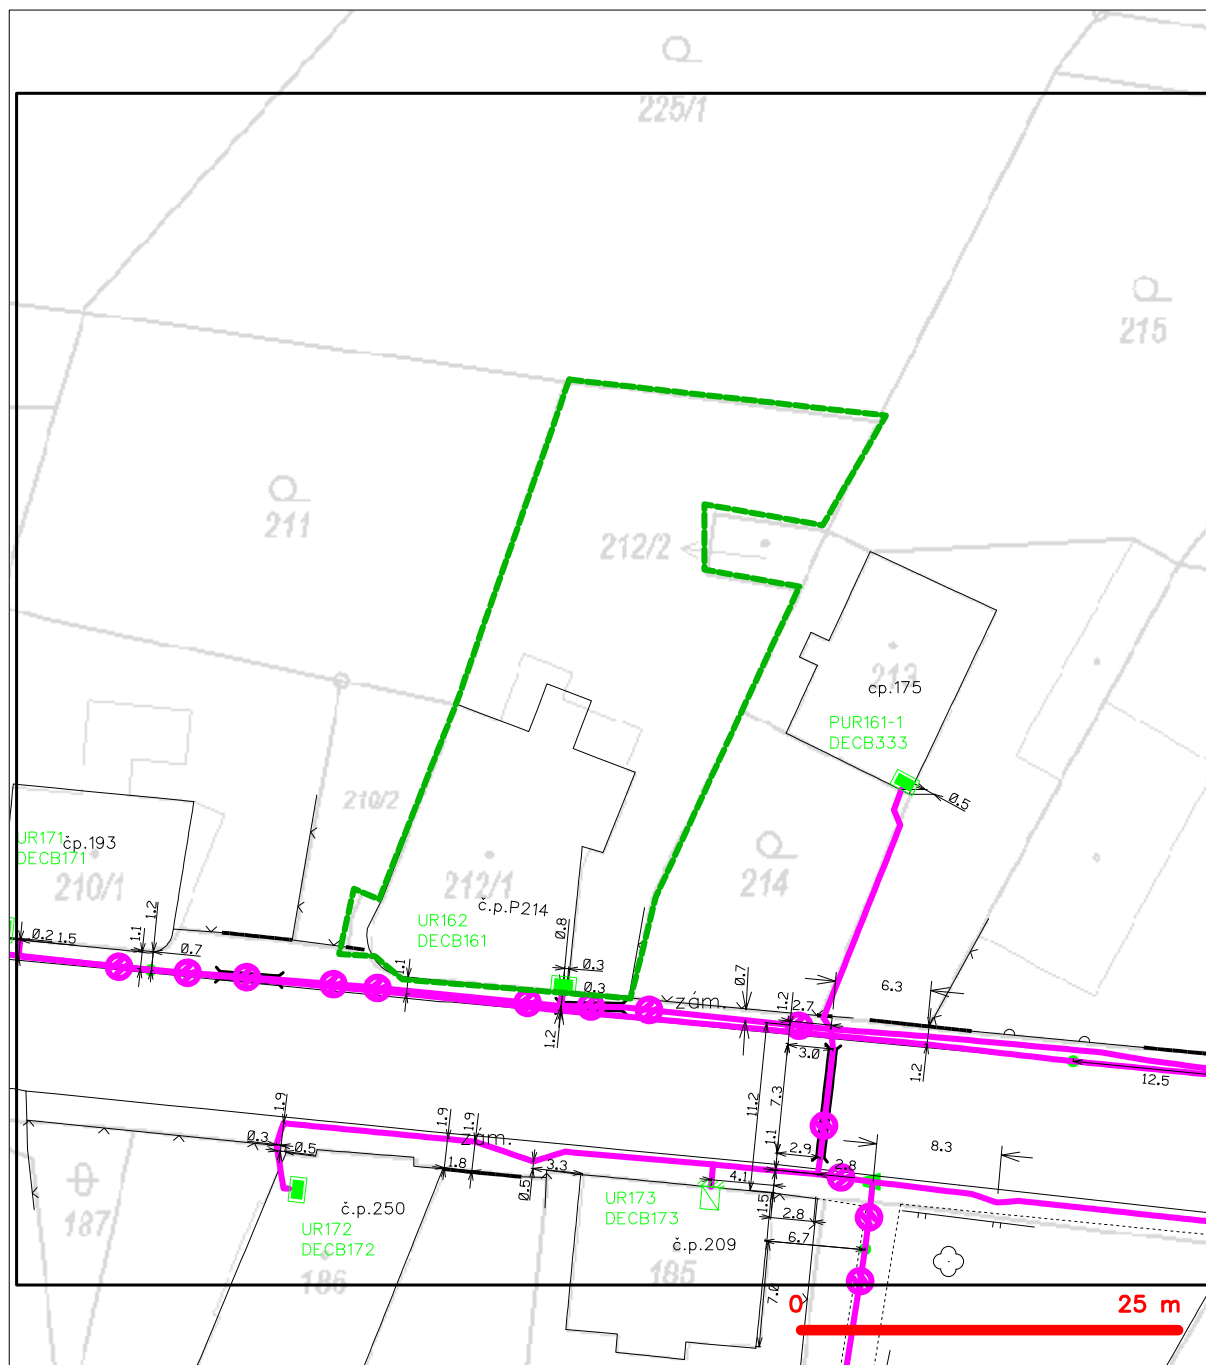 225/1
215
211
212/2
213
cp.175
PUR161-1
DECB333
0.5
210/2
UR171
čp.193
DECB171
210/1
212/1
č.p.P214
UR162
DECB161
214
0.2
1.5
1.1
1.2
0.7
0.8
0.3
1.1
0.3
zám.
0.7
1.2
2.7
6.3
1.2
3.0
1.2
12.5
11.2
7.3
1.9
1.9
1.9
zám.
0.3
0.5
1.8
3.3
0.5
1.1
2.9
2.8
8.3
4.1
1.5
187
č.p.250
UR172
DECB172
186
UR173
DECB173
č.p.209
185
2.8
6.7
7.0
0
25 m